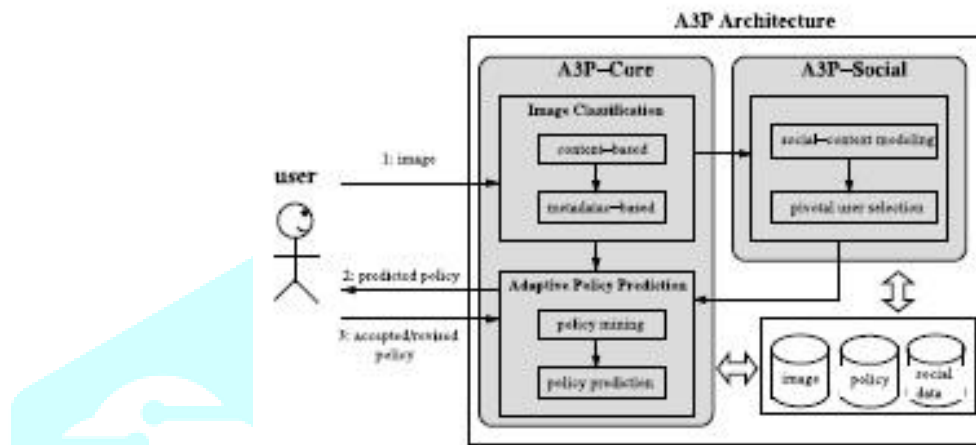 A3P Architecture
A3P–Core
A3P–Social
Image Classification
content–based
metadata–based
social–context modeling
pivotal user selection
1: image
user
2: predicted policy
3: accepted/revised
policy
Adaptive Policy Prediction
policy mining
policy prediction
image
policy
social
data